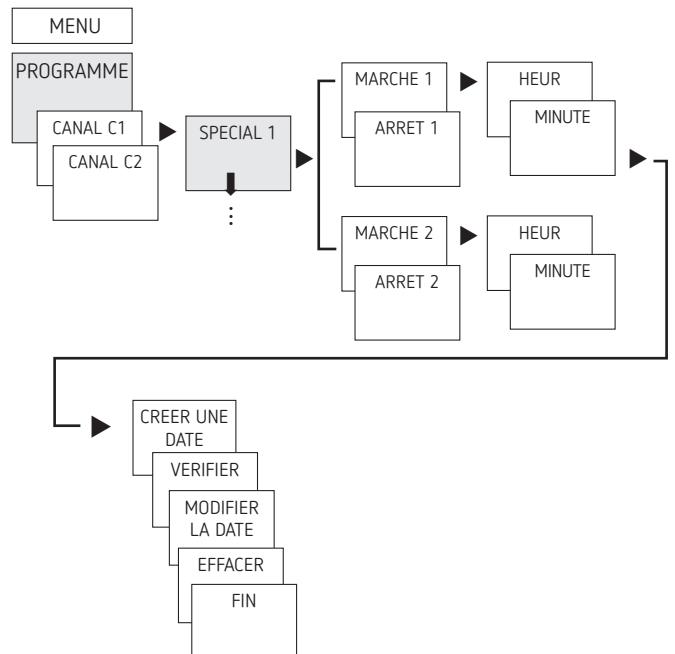 MENU
PROGRAMME
CANAL C1
CANAL C2
SPECIAL 1
MARCHE 1
ARRET 1
HEUR
MINUTE
MARCHE 2
ARRET 2
HEUR
MINUTE
CREER UNE
DATE
VERIFIER
MODIFIER
LA DATE
EFFACER
FIN